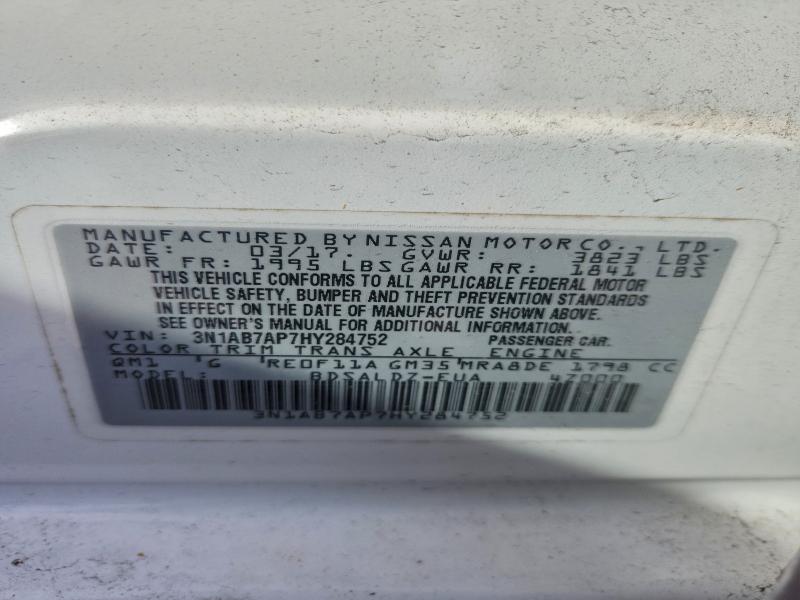 MANUFACTURED BY NISSAN MOTOR CO., LTD.
DATE: 03/17. GVWR: 3823 LBS
GAWR FR: 1995 LBS GAWR RR: 1841 LBS
THIS VEHICLE CONFORMS TO ALL APPLICABLE FEDERAL MOTOR
VEHICLE SAFETY, BUMPER AND THEFT PREVENTION STANDARDS
IN EFFECT ON THE DATE OF MANUFACTURE SHOWN ABOVE.
SEE OWNER'S MANUAL FOR ADDITIONAL INFORMATION.
VIN: 3N1AB7AP7HY284752 PASSENGER CAR.
COLOR TRIM TRANS AXLE ENGINE
QM1 G RE0F11A GM35 MRA8DE 1798 CC
MODEL: BDSALDZ-EUA 4Z000
3N1AB7AP7HY284752